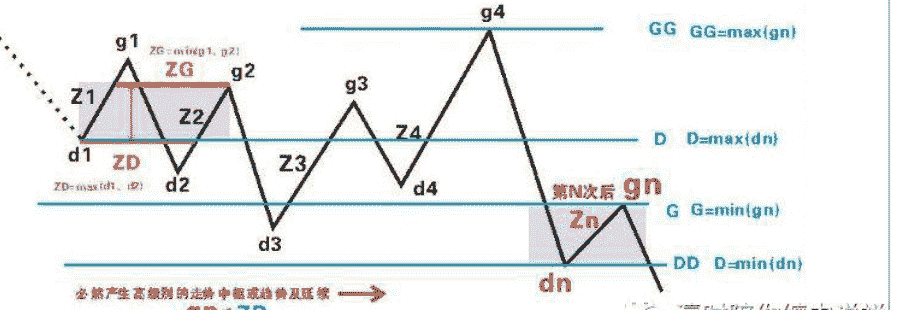 g4
GG GG=max(gn)
g1
ZG=min(g1, g2)
ZG
g2
g3
Z1
Z2
Z4
D D=max(dn)
d1
ZD
Z3
ZD=max(d1, d2)
d2
d4
第N次后 gn
G G=min(gn)
Zn
d3
DD D=min(dn)
dn
必然产生高级别的走势中枢或趋势及延续